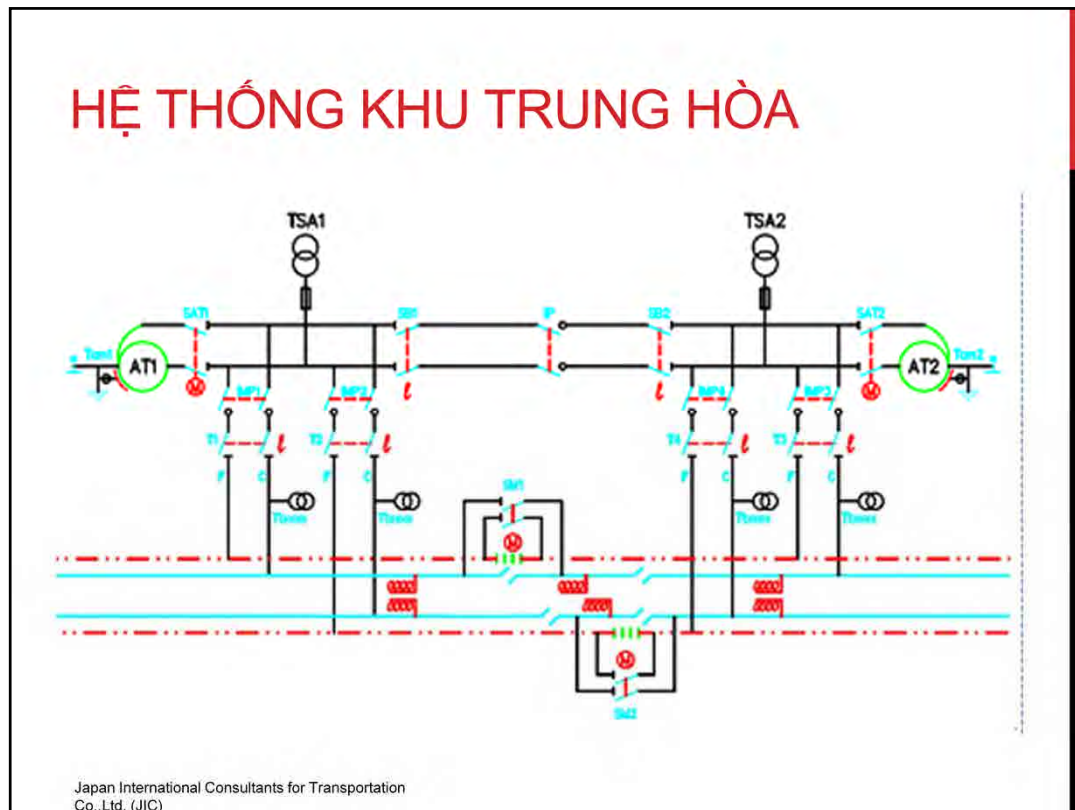 HỆ THỐNG KHU TRUNG HÒA
TSA1 TSA2
SAT1 SB1 IP SB2 SAT2
AT1 AT2
IMP1 IMP2 IMP4 IMP3
T1 T2 T4 T3
F C F C F C F C
SM1
SM2
Japan International Consultants for Transportation
Co.,Ltd. (JIC)